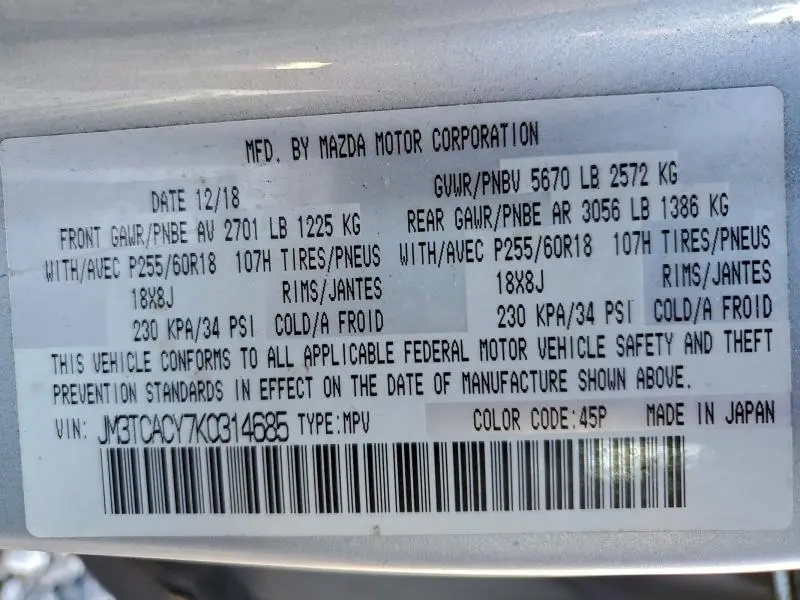 MFD. BY MAZDA MOTOR CORPORATION
DATE 12/18 GVWR/PNBV 5670 LB 2572 KG
FRONT GAWR/PNBE AV 2701 LB 1225 KG REAR GAWR/PNBE AR 3056 LB 1386 KG
WITH/AVEC P255/60R18 107H TIRES/PNEUS WITH/AVEC P255/60R18 107H TIRES/PNEUS
18X8J RIMS/JANTES 18X8J RIMS/JANTES
230 KPA/34 PSI COLD/A FROID 230 KPA/34 PSI COLD/A FROID
THIS VEHICLE CONFORMS TO ALL APPLICABLE FEDERAL MOTOR VEHICLE SAFETY AND THEFT
PREVENTION STANDARDS IN EFFECT ON THE DATE OF MANUFACTURE SHOWN ABOVE.
VIN: JM3TCACY7K0314685 TYPE:MPV COLOR CODE:45P MADE IN JAPAN